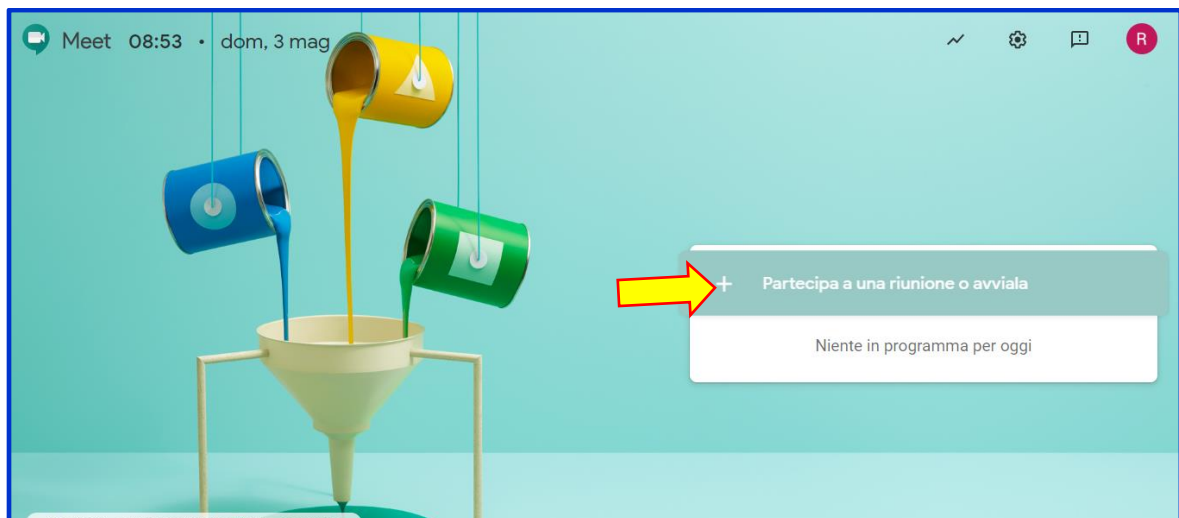 Meet 08:53 • dom, 3 mag
R
Partecipa a una riunione o avviala
Niente in programma per oggi